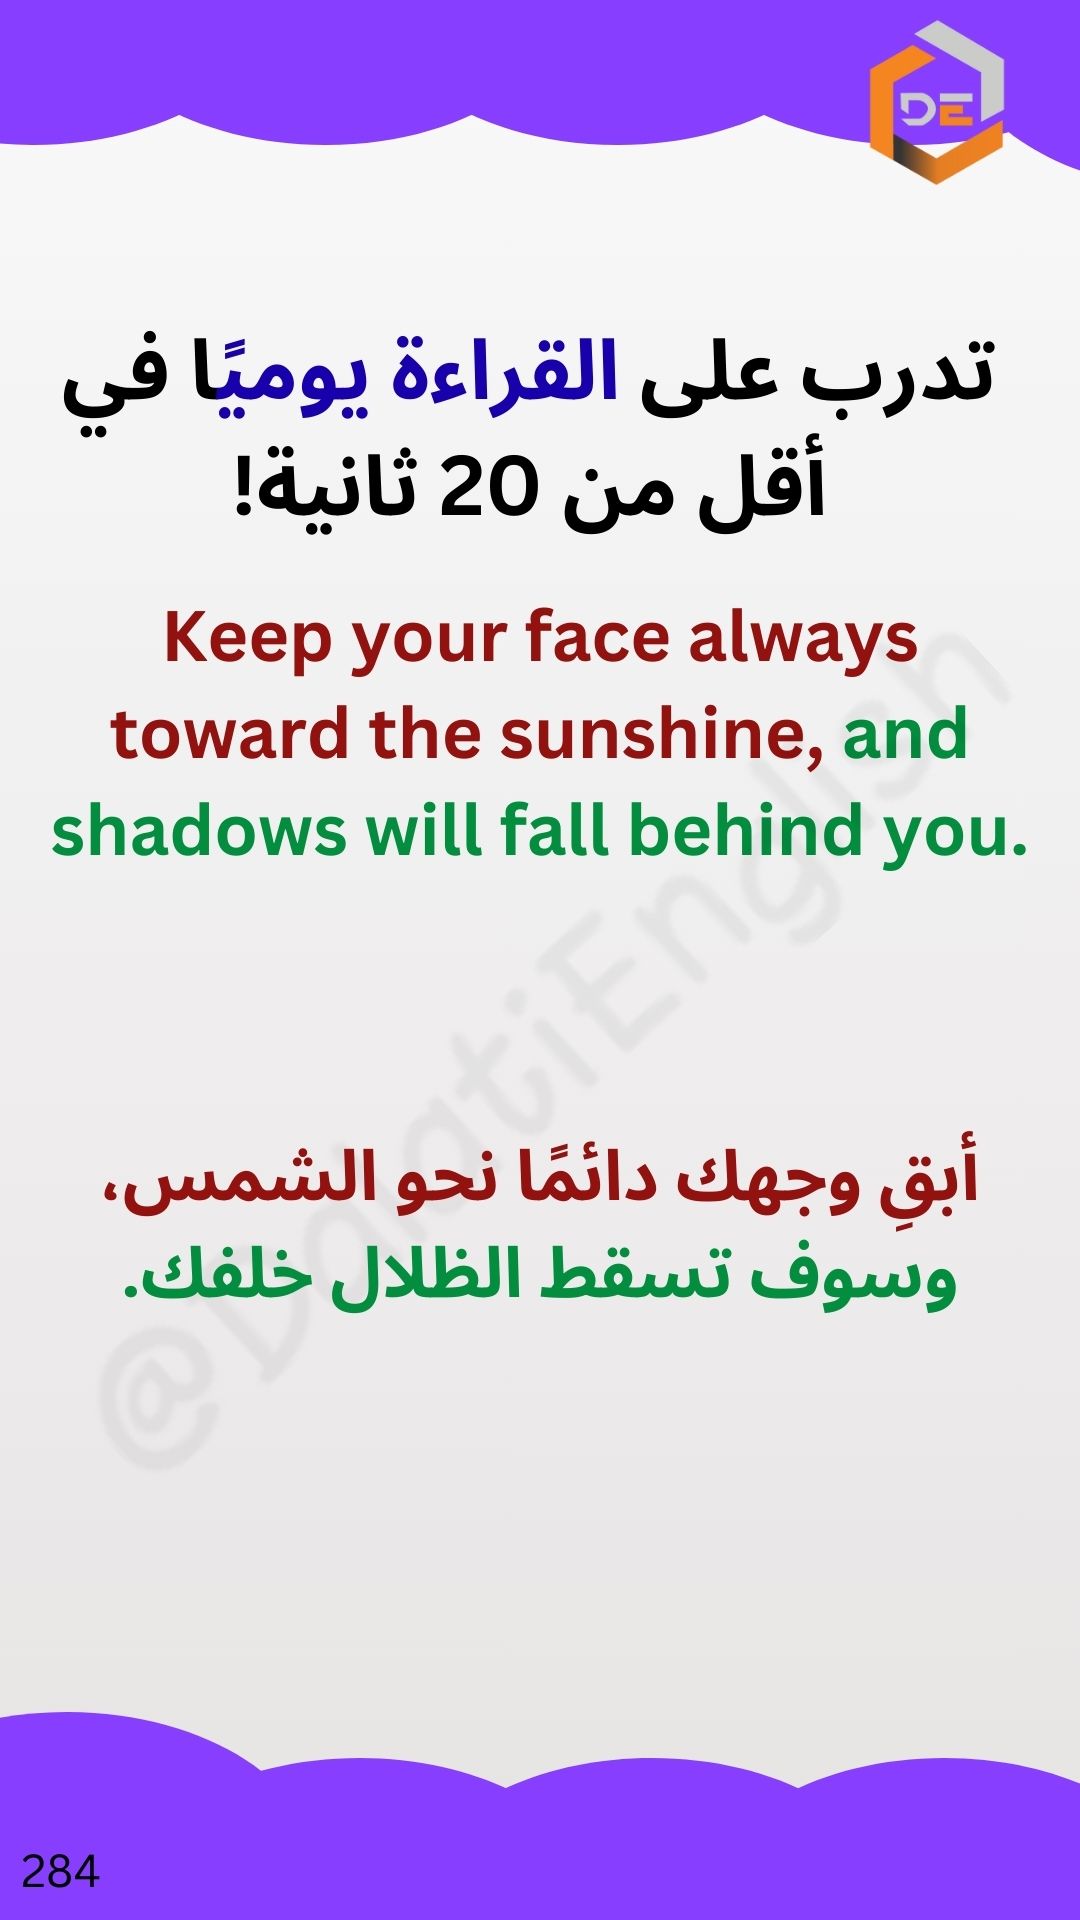 DE
تدرب على القراءة يوميًا في
أقل من 20 ثانية!
Keep your face always
toward the sunshine, and
shadows will fall behind you.
أبقِ وجهك دائمًا نحو الشمس،
وسوف تسقط الظلال خلفك.
@DalatiEnglish
284